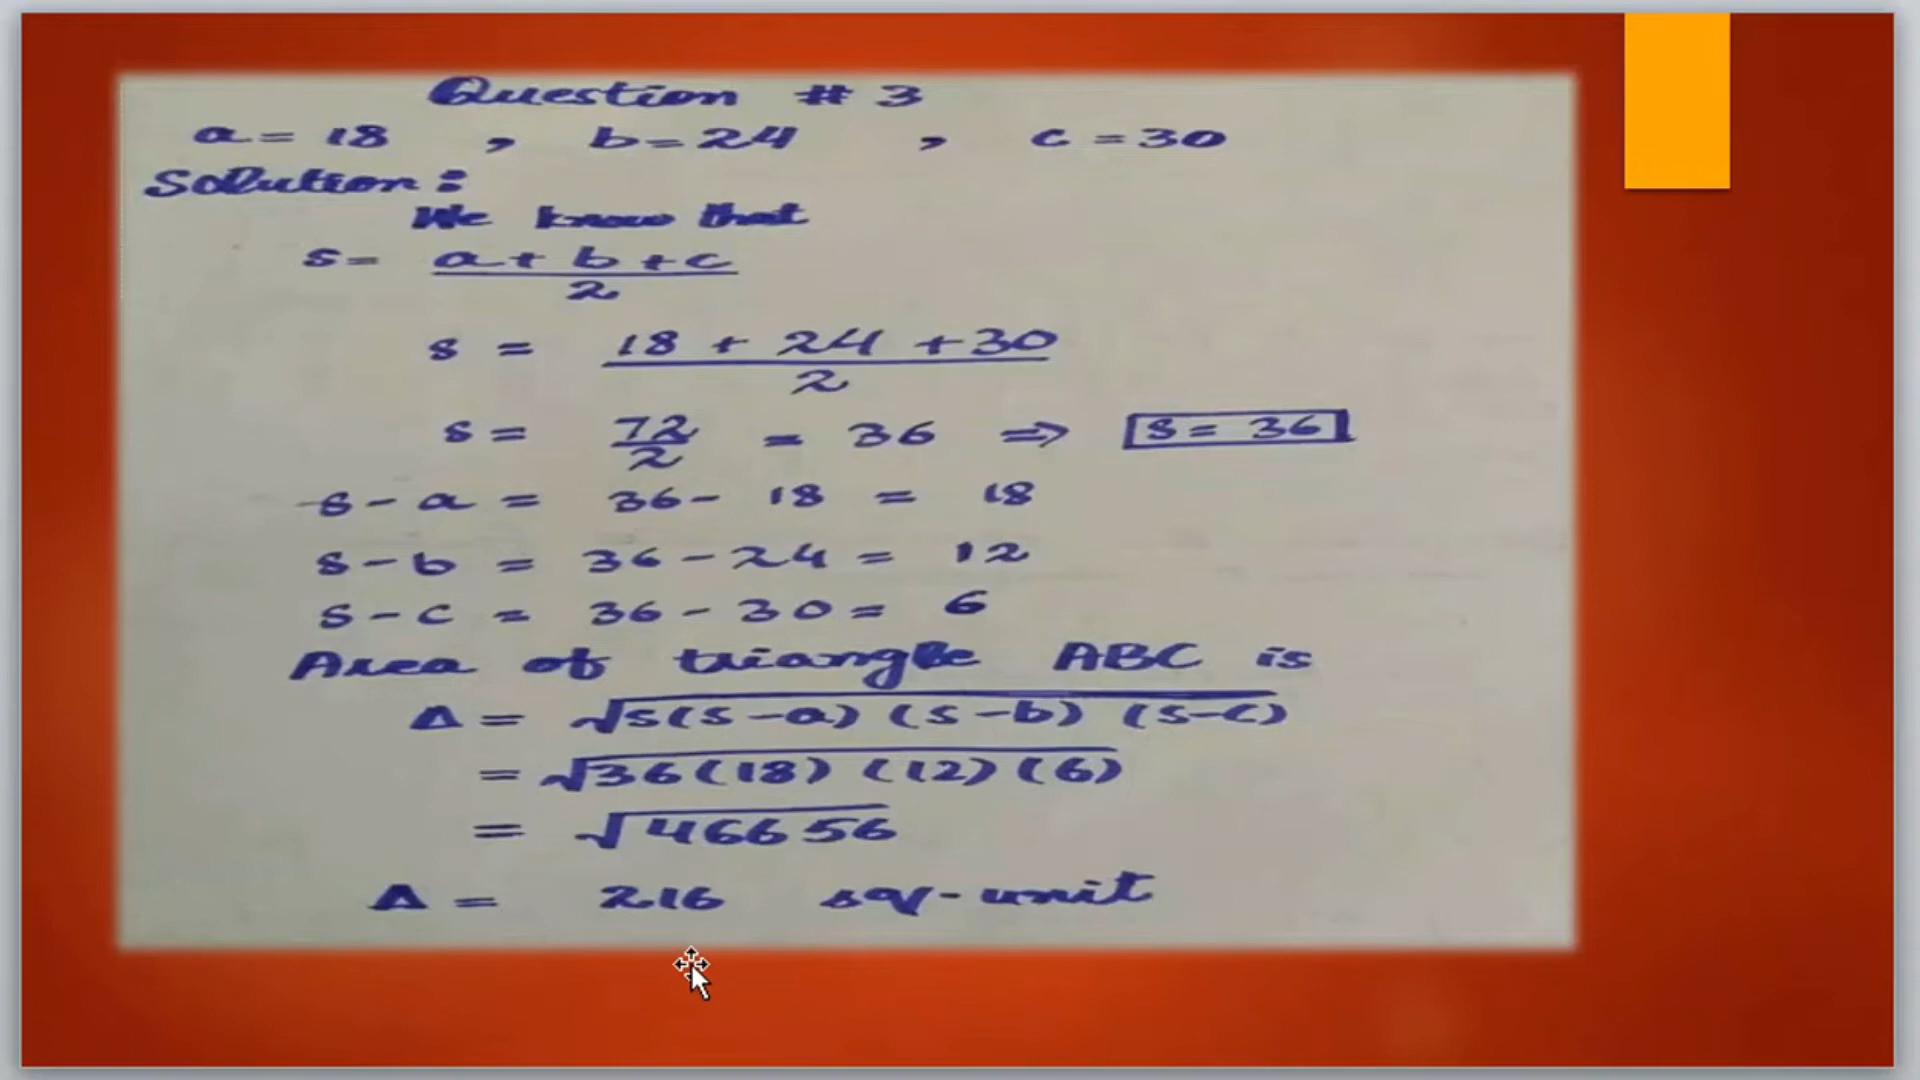 Question # 3
a = 18 , b = 24 , c = 30
Solution:
We know that
s = a + b + c
2
s = 18 + 24 + 30
2
s = 72/2 = 36 ⇒ s = 36
s - a = 36 - 18 = 18
s - b = 36 - 24 = 12
s - c = 36 - 30 = 6
Area of triangle ABC is
Δ = √s(s-a) (s-b) (s-c)
= √36(18) (12) (6)
= √46656
Δ = 216 sq-unit